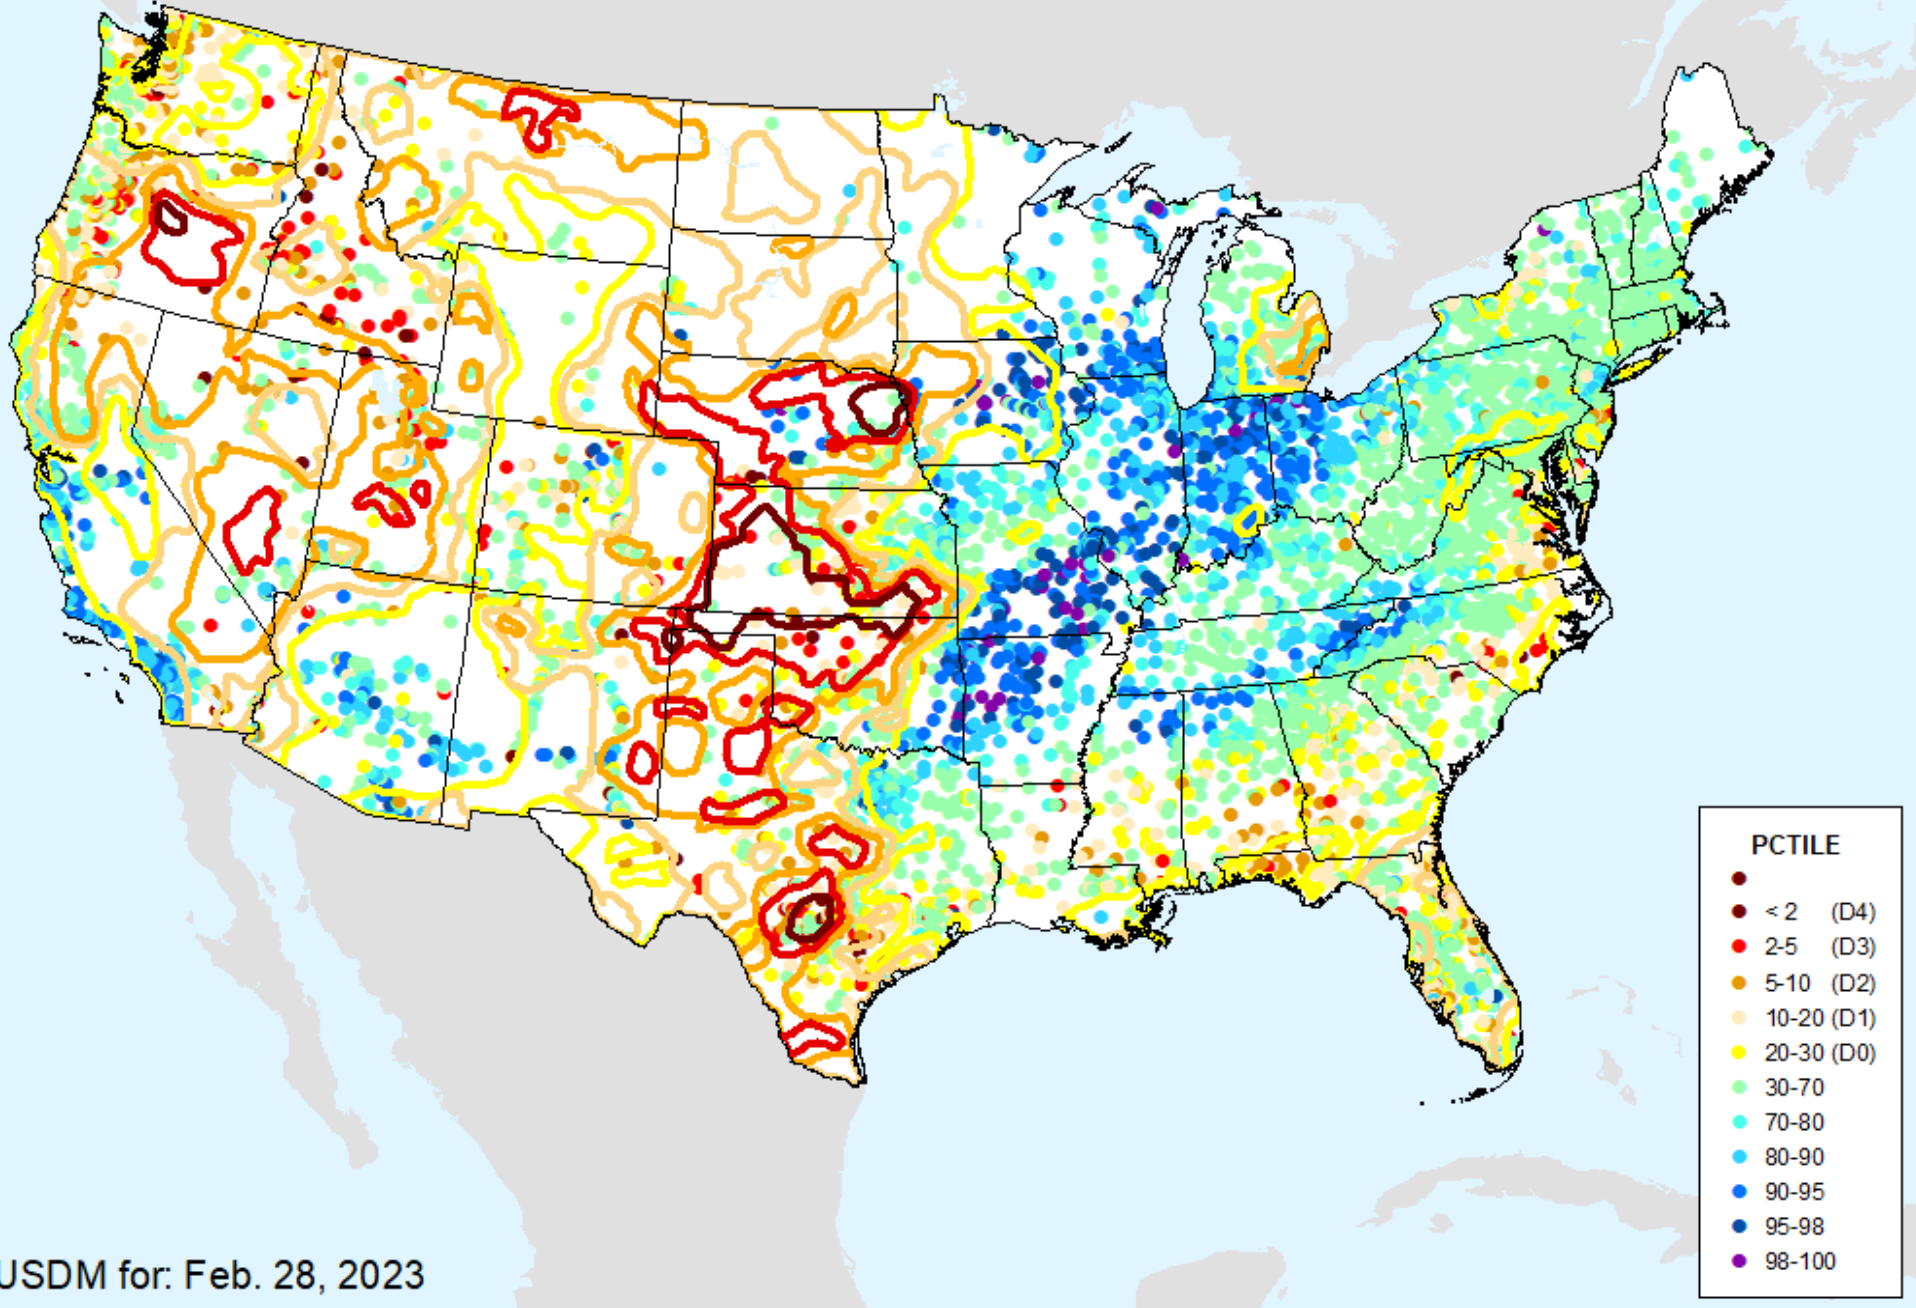 PCTILE
< 2 (D4)
2-5 (D3)
5-10 (D2)
10-20 (D1)
20-30 (D0)
30-70
70-80
80-90
90-95
95-98
98-100
USDM for: Feb. 28, 2023